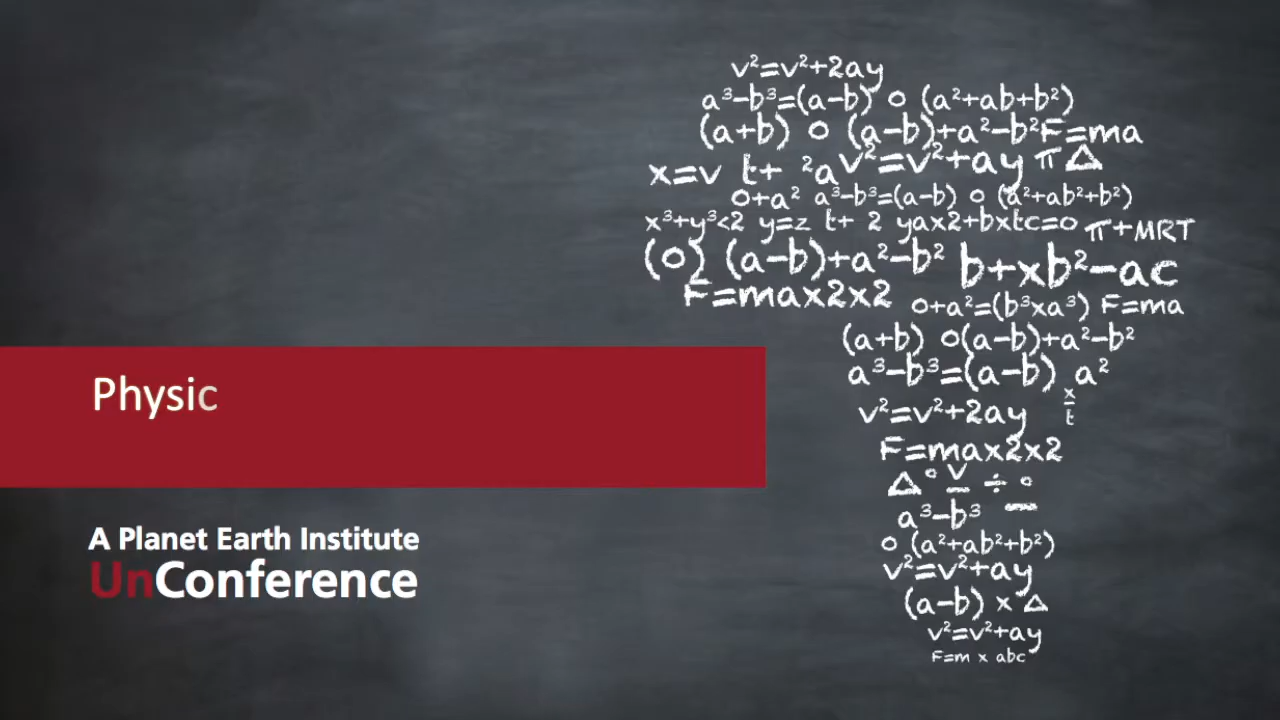 v²=v²+2ay
a³-b³=(a-b) o (a²+ab+b²)
(a+b) o (a-b)+a²-b²F=ma
x=v t+ ²a v²=v²+ay π Δ
o+a² a³-b³=(a-b) o (a²+ab²+b²)
x³+y³<2 y=z t+ 2 yax2+bxtc=o π+MRT
(o) (a-b)+a²-b² b+xb²-ac
F=max2x2 o+a²=(b³xa³) F=ma
(a+b) o(a-b)+a²-b²
a³-b³=(a-b) a²
x
t
v²=v²+2ay
F=max2x2
Δ° v ÷ °
a³-b³
o (a²+ab²+b²)
v²=v²+ay
(a-b) x Δ
v²=v²+ay
F=m x abc
Physic
A Planet Earth Institute
UnConference